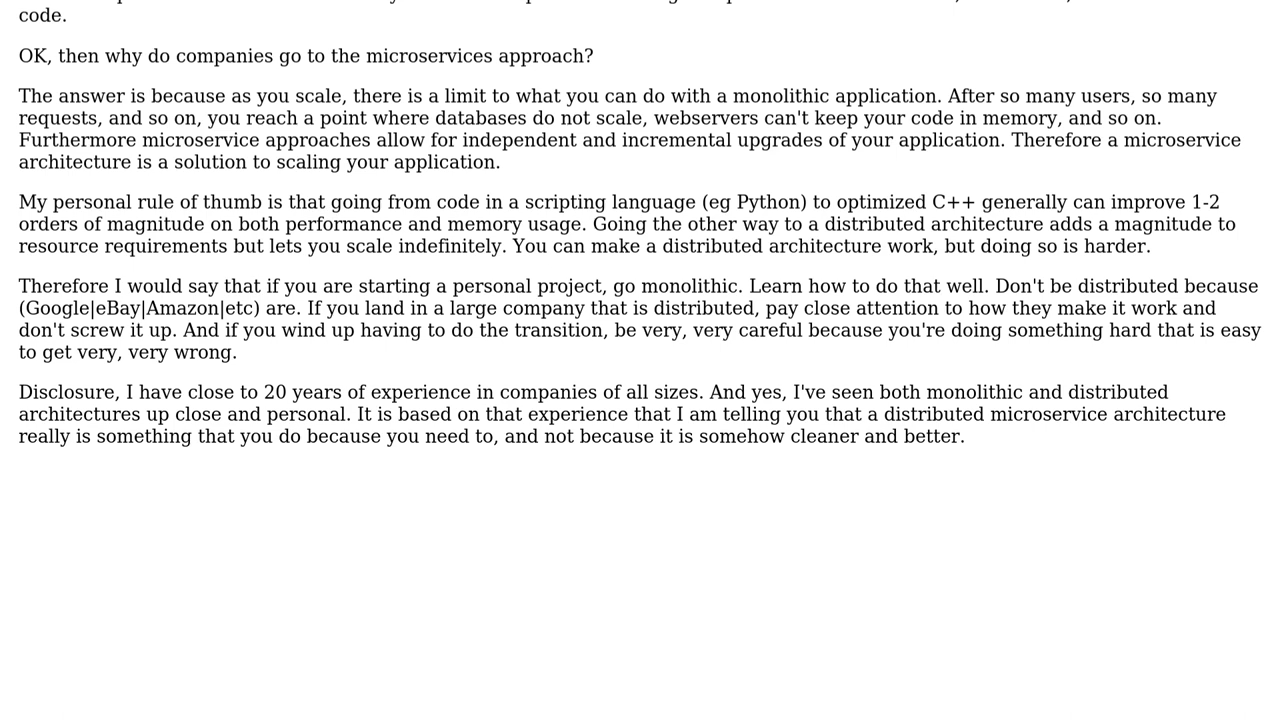 code.
OK, then why do companies go to the microservices approach?
The answer is because as you scale, there is a limit to what you can do with a monolithic application. After so many users, so many
requests, and so on, you reach a point where databases do not scale, webservers can't keep your code in memory, and so on.
Furthermore microservice approaches allow for independent and incremental upgrades of your application. Therefore a microservice
architecture is a solution to scaling your application.
My personal rule of thumb is that going from code in a scripting language (eg Python) to optimized C++ generally can improve 1-2
orders of magnitude on both performance and memory usage. Going the other way to a distributed architecture adds a magnitude to
resource requirements but lets you scale indefinitely. You can make a distributed architecture work, but doing so is harder.
Therefore I would say that if you are starting a personal project, go monolithic. Learn how to do that well. Don't be distributed because
(Google|eBay|Amazon|etc) are. If you land in a large company that is distributed, pay close attention to how they make it work and
don't screw it up. And if you wind up having to do the transition, be very, very careful because you're doing something hard that is easy
to get very, very wrong.
Disclosure, I have close to 20 years of experience in companies of all sizes. And yes, I've seen both monolithic and distributed
architectures up close and personal. It is based on that experience that I am telling you that a distributed microservice architecture
really is something that you do because you need to, and not because it is somehow cleaner and better.